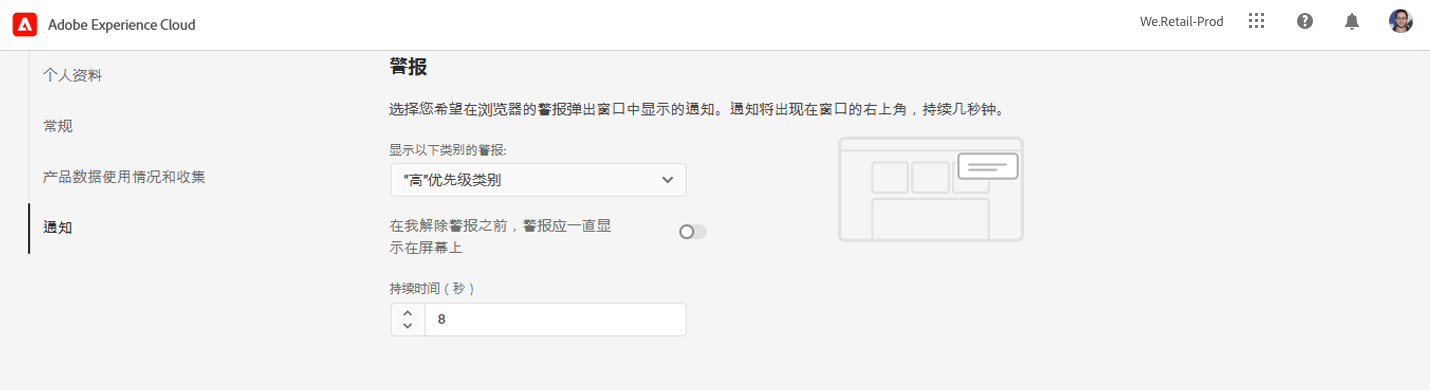 Adobe Experience Cloud
We.Retail-Prod
个人资料
常规
产品数据使用情况和收集
通知
警报
选择您希望在浏览器的警报弹出窗口中显示的通知。通知将出现在窗口的右上角，持续几秒钟。
显示以下类别的警报:
"高"优先级类别
在我解除警报之前，警报应一直显
示在屏幕上
持续时间（秒）
8